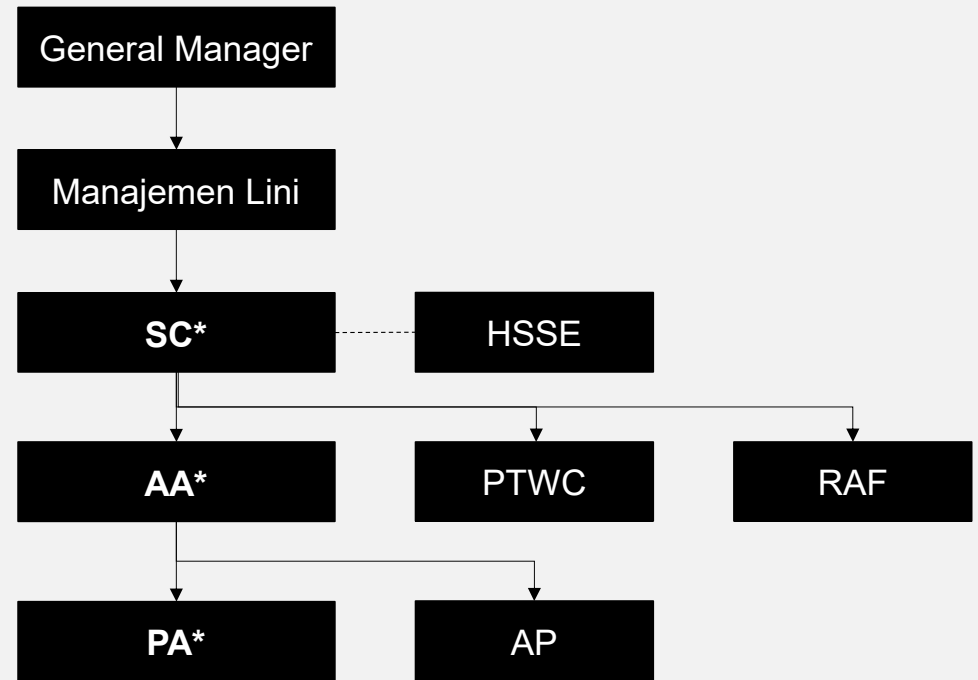 General Manager
Manajemen Lini
SC*
HSSE
AA*
PTWC
RAF
PA*
AP